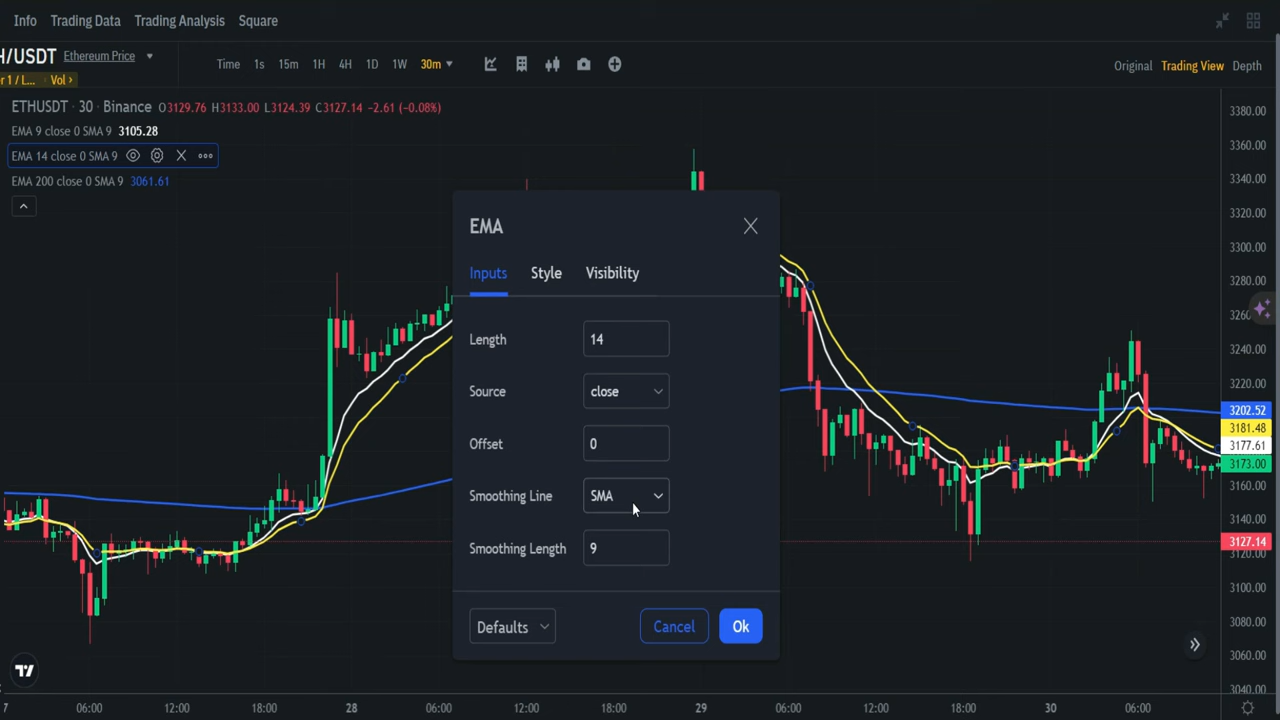 Info Trading Data Trading Analysis Square
H/USDT Ethereum Price
r 1 / L... Vol
Time 1s 15m 1H 4H 1D 1W 30m
Original Trading View Depth
ETHUSDT · 30 · Binance O3129.76 H3133.00 L3124.39 C3127.14 −2.61 (−0.08%)
EMA 9 close 0 SMA 9 3105.28
EMA 14 close 0 SMA 9
EMA 200 close 0 SMA 9 3061.61
EMA
Inputs Style Visibility
Length 14
Source close
Offset 0
Smoothing Line SMA
Smoothing Length 9
Defaults Cancel Ok
3380.00
3360.00
3340.00
3320.00
3300.00
3280.00
3240.00
3220.00
3202.52
3181.48
3177.61
3173.00
3160.00
3140.00
3127.14
3120.00
3100.00
3080.00
3060.00
3040.00
7 06:00 12:00 18:00 28 06:00 12:00 18:00 29 06:00 12:00 18:00 30 06:00